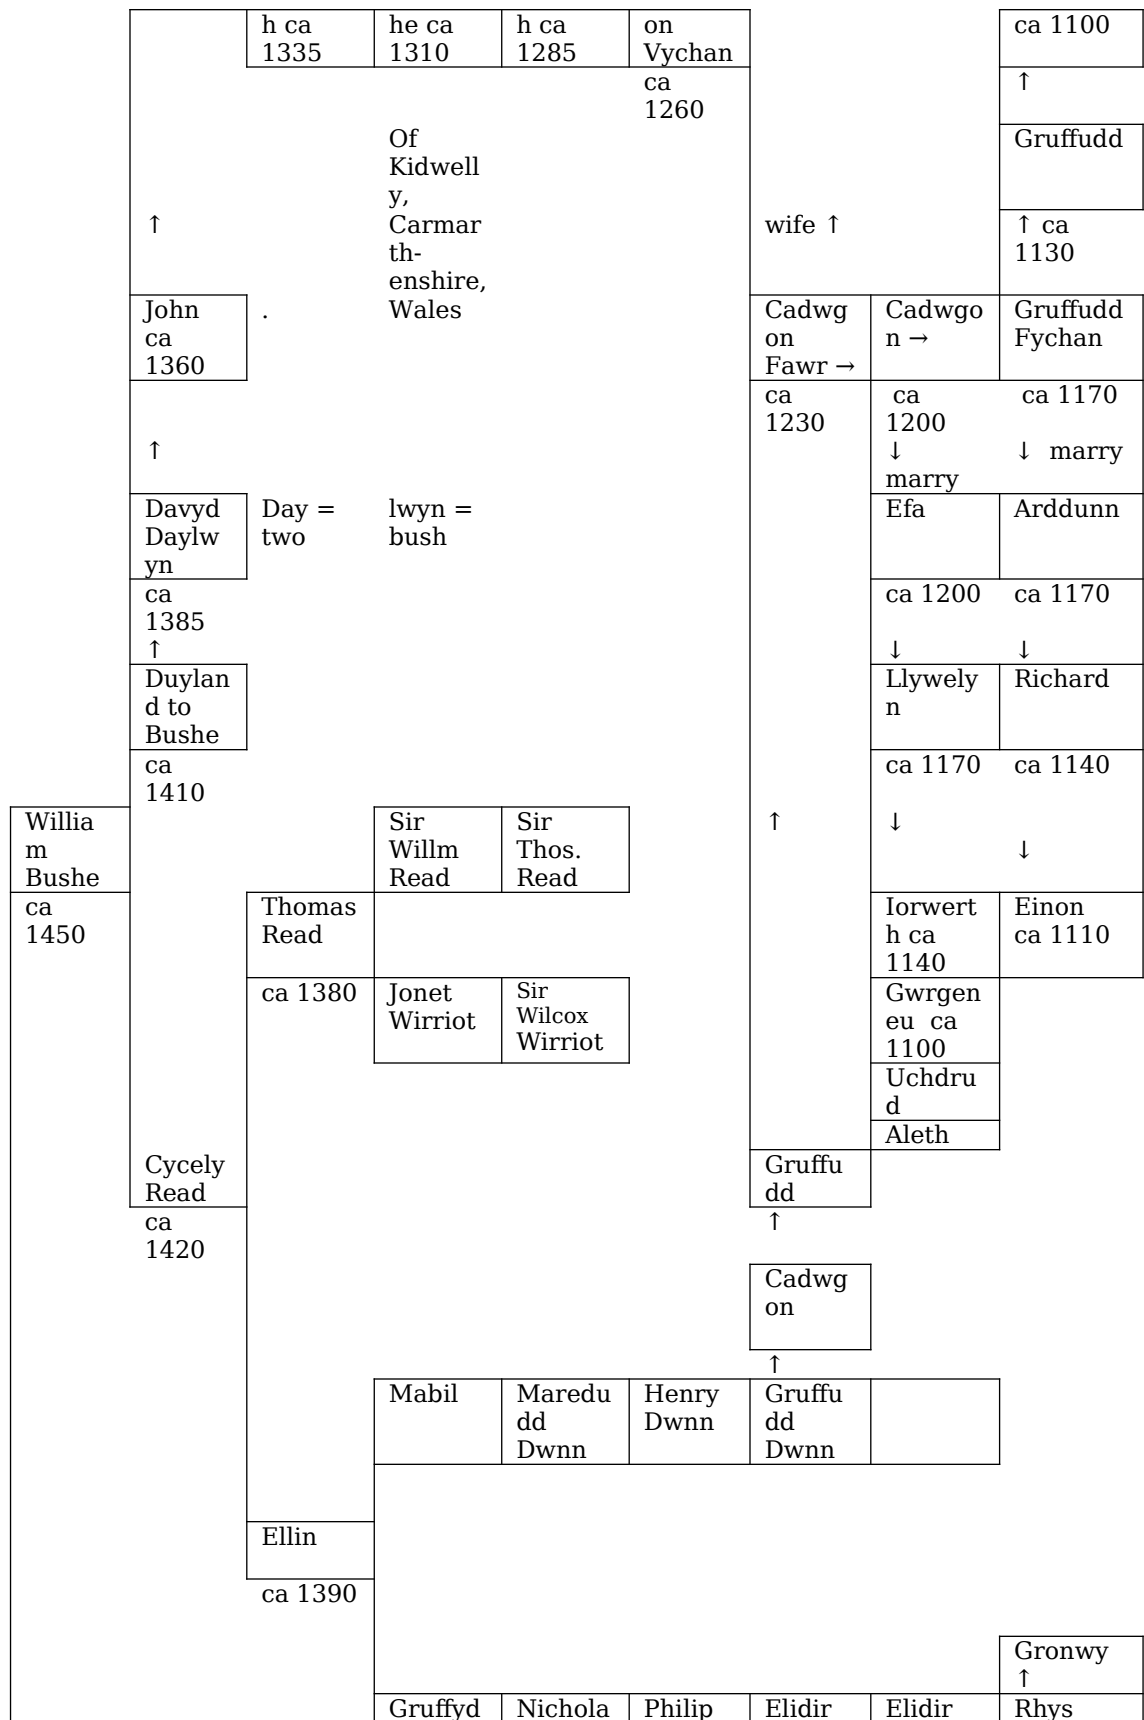 h ca he ca h ca on ca 1100
1335 1310 1285 Vychan
ca ↑
1260
Of Gruffudd
Kidwell
y,
↑ Carmar wife ↑ ↑ ca
th- 1130
enshire,
John . Wales Cadwg Cadwgo Gruffudd
ca on n → Fychan
1360 Fawr →
ca ca ca 1170
1230 1200
↑ ↓ ↓ marry
marry
Davyd Day = lwyn = Efa Arddunn
Daylw two bush
yn
ca ca 1200 ca 1170
1385
↑ ↓ ↓
Duylan Llywely Richard
d to n
Bushe
ca ca 1170 ca 1140
1410
Willia Sir Sir ↑ ↓
m Willm Thos. ↓
Bushe Read Read
ca Thomas Iorwert Einon
1450 Read h ca ca 1110
1140
ca 1380 Jonet Sir Gwrgen
Wirriot Wilcox eu ca
Wirriot 1100
Uchdru
d
Aleth
Cycely Gruffu
Read dd
ca ↑
1420
Cadwg
on
↑
Mabil Maredu Henry Gruffu
dd Dwnn dd
Dwnn Dwnn
Ellin
ca 1390
Gronwy
↑
Gruffyd Nichola Philip Elidir Elidir Rhys